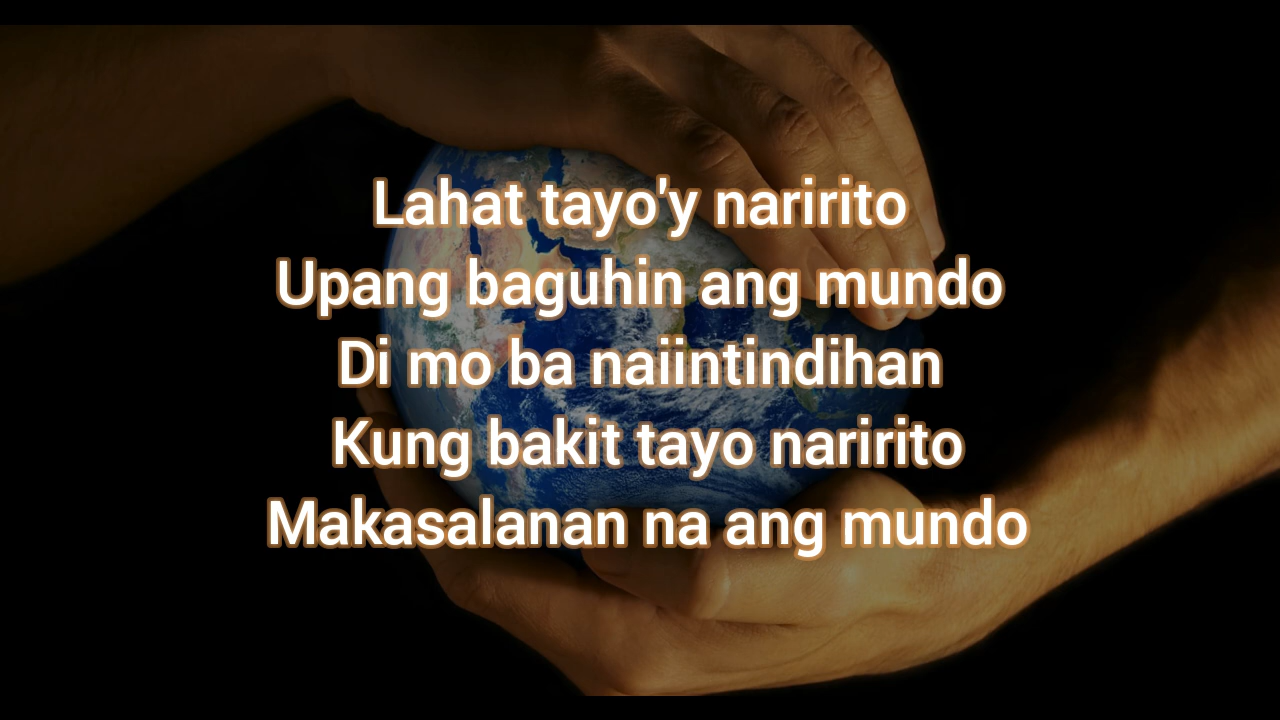 Lahat tayo'y naririto
Upang baguhin ang mundo
Di mo ba naiintindihan
Kung bakit tayo naririto
Makasalanan na ang mundo